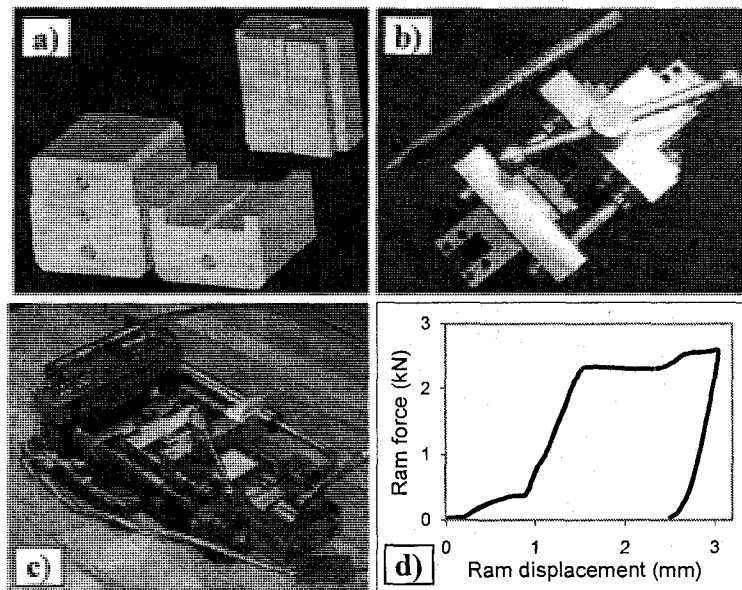 a)
b)
c)
d)
Ram force (kN)
3
2
1
0
0 1 2 3
Ram displacement (mm)